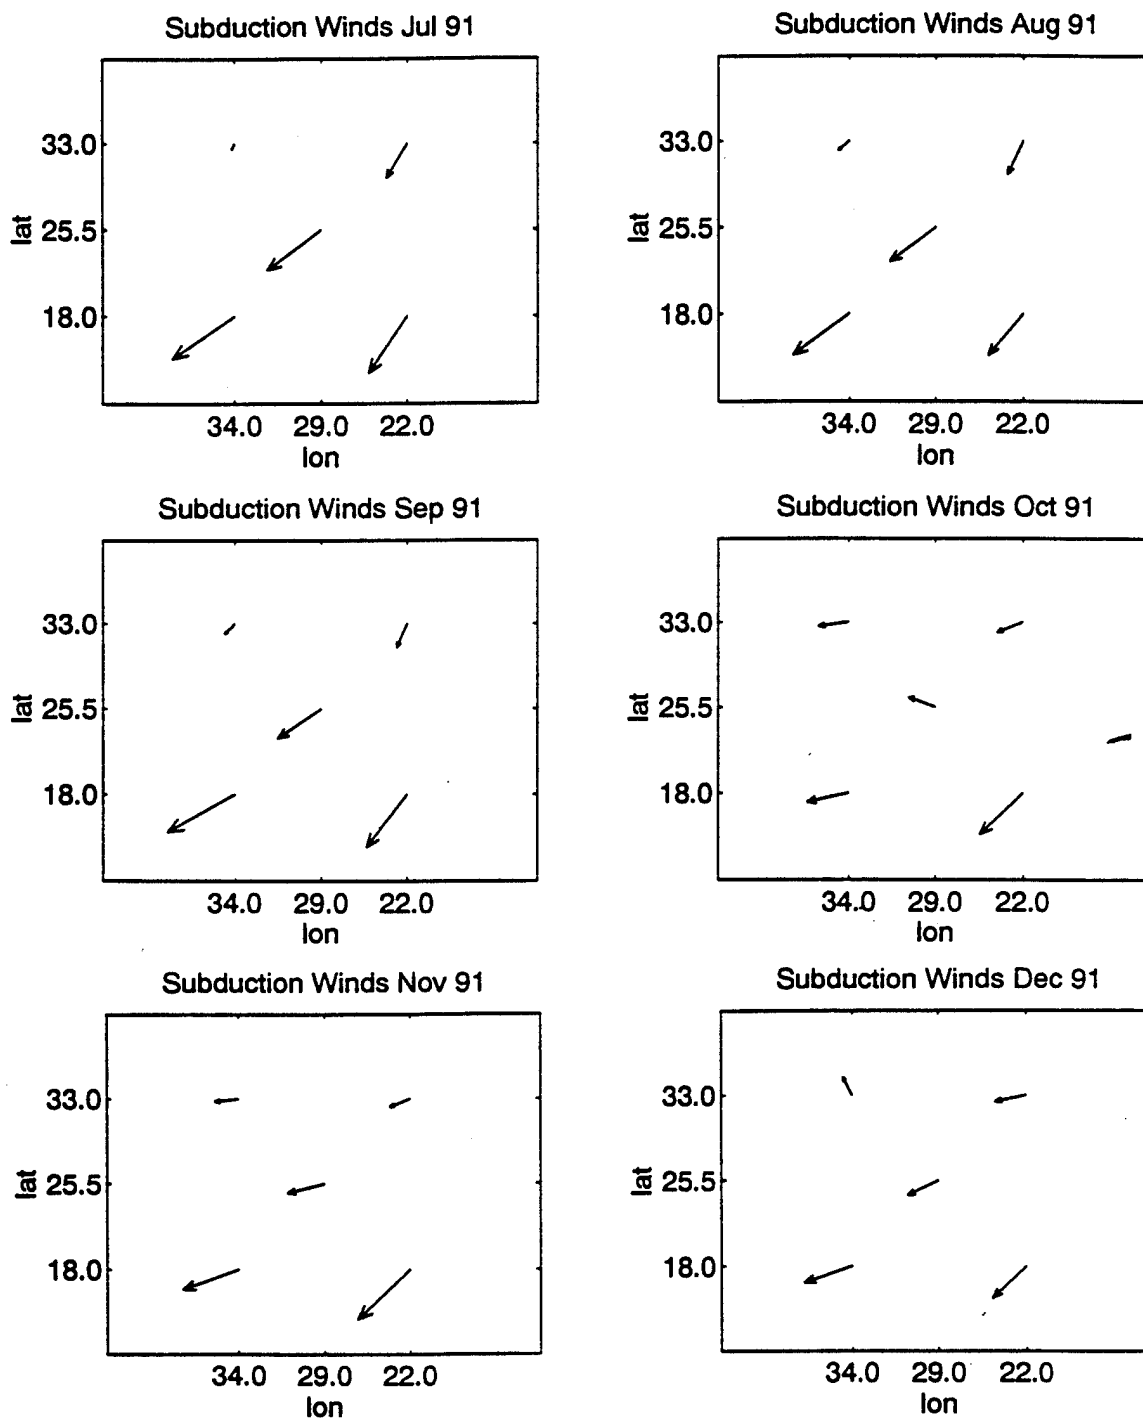 Subduction Winds Jul 91
33.0
25.5
18.0
lat
34.0 29.0 22.0
lon
Subduction Winds Aug 91
33.0
25.5
18.0
lat
34.0 29.0 22.0
lon
Subduction Winds Sep 91
33.0
25.5
18.0
lat
34.0 29.0 22.0
lon
Subduction Winds Oct 91
33.0
25.5
18.0
lat
34.0 29.0 22.0
lon
Subduction Winds Nov 91
33.0
25.5
18.0
lat
34.0 29.0 22.0
lon
Subduction Winds Dec 91
33.0
25.5
18.0
lat
34.0 29.0 22.0
lon